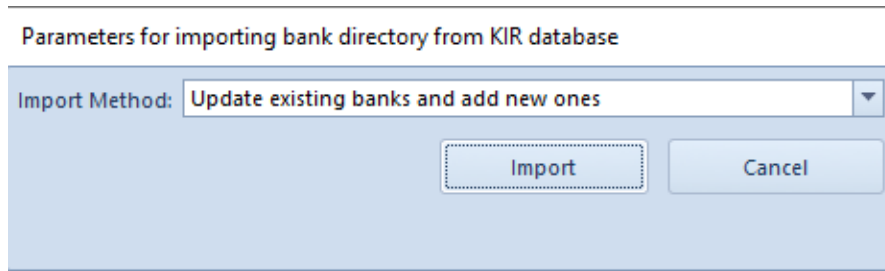 Parameters for importing bank directory from KIR database
Import Method: Update existing banks and add new ones
Import Cancel